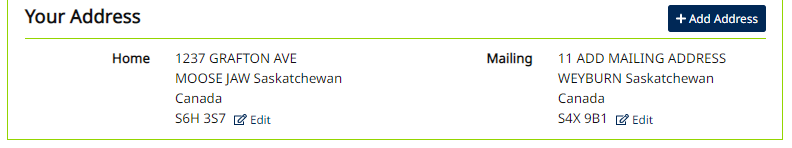 Your Address
+ Add Address
Home
1237 GRAFTON AVE
MOOSE JAW Saskatchewan
Canada
S6H 3S7 Edit
Mailing
11 ADD MAILING ADDRESS
WEYBURN Saskatchewan
Canada
S4X 9B1 Edit